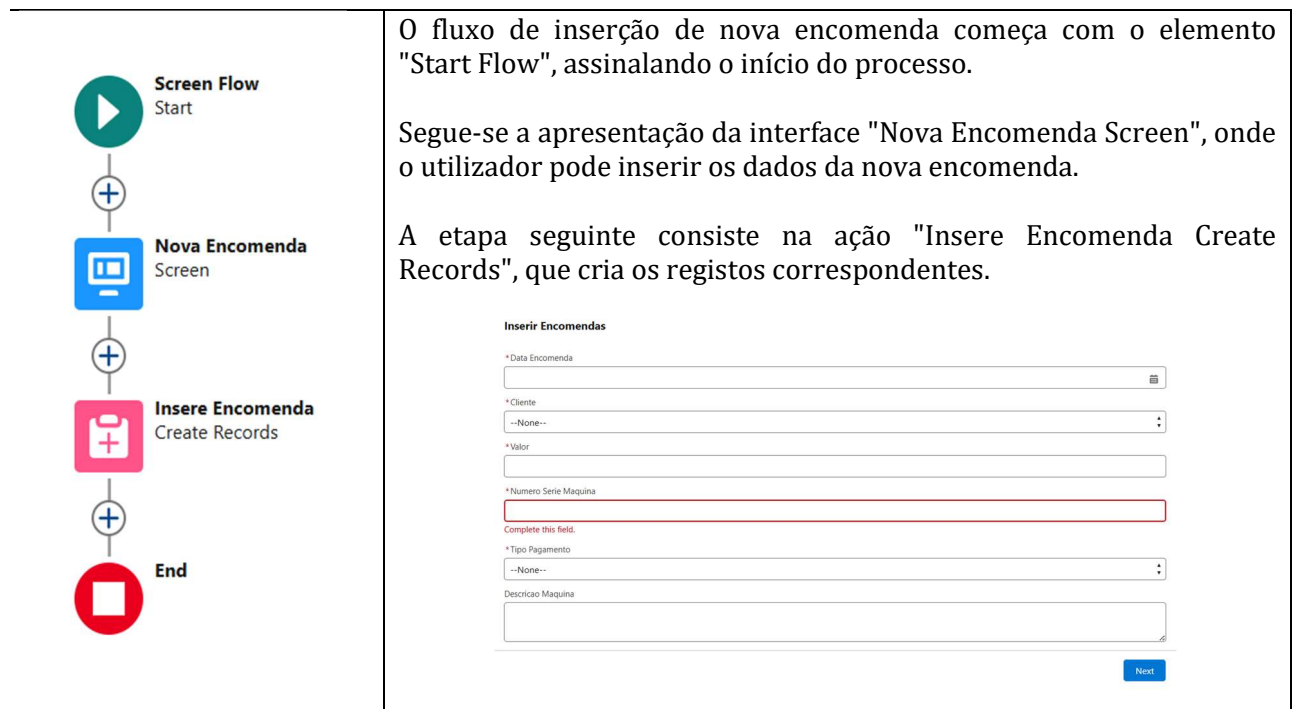 Screen Flow
Start
Nova Encomenda
Screen
Insere Encomenda
Create Records
End
O fluxo de inserção de nova encomenda começa com o elemento
"Start Flow", assinalando o início do processo.
Segue-se a apresentação da interface "Nova Encomenda Screen", onde
o utilizador pode inserir os dados da nova encomenda.
A etapa seguinte consiste na ação "Insere Encomenda Create
Records", que cria os registos correspondentes.
Inserir Encomendas
*Data Encomenda
*Cliente
--None--
*Valor
*Numero Serie Maquina
Complete this field.
*Tipo Pagamento
--None--
Descricao Maquina
Next